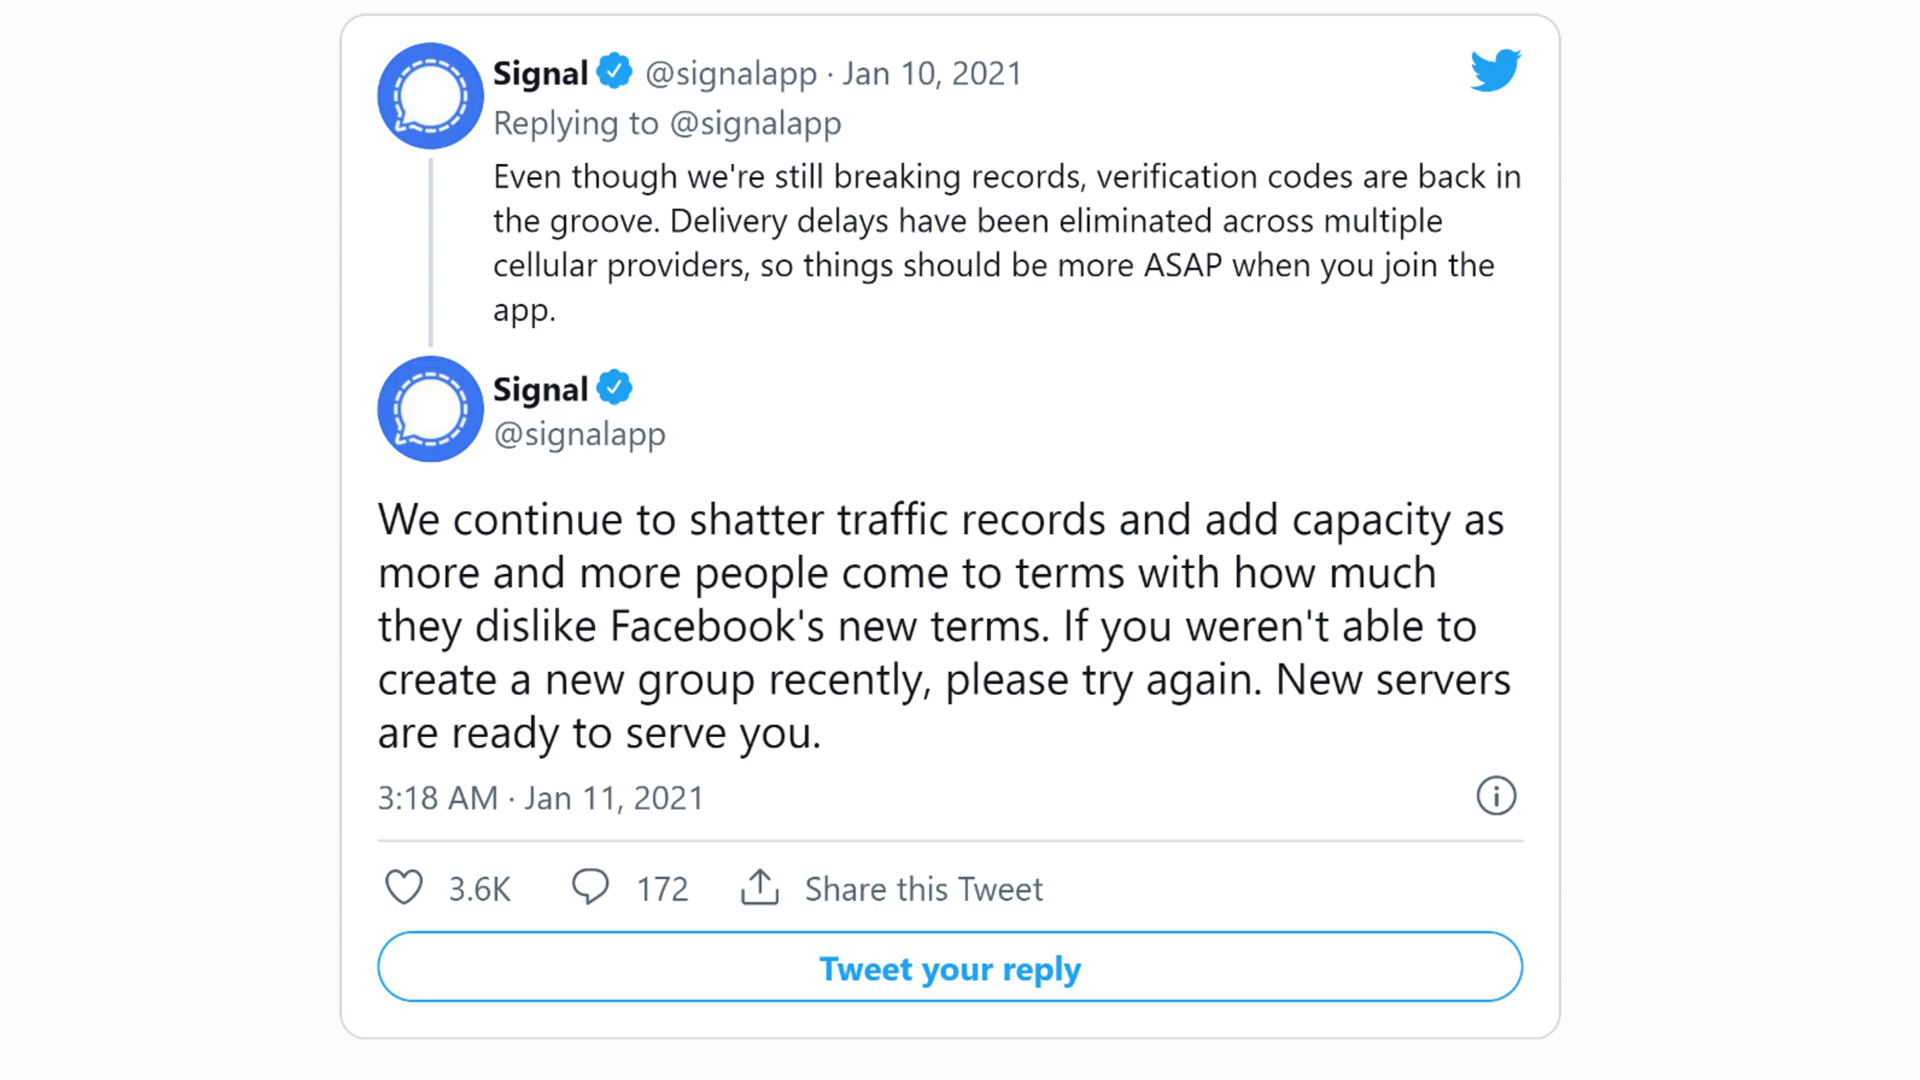 Signal @signalapp · Jan 10, 2021
Replying to @signalapp
Even though we're still breaking records, verification codes are back in
the groove. Delivery delays have been eliminated across multiple
cellular providers, so things should be more ASAP when you join the
app.
Signal
@signalapp
We continue to shatter traffic records and add capacity as
more and more people come to terms with how much
they dislike Facebook's new terms. If you weren't able to
create a new group recently, please try again. New servers
are ready to serve you.
3:18 AM · Jan 11, 2021
3.6K 172 Share this Tweet
Tweet your reply